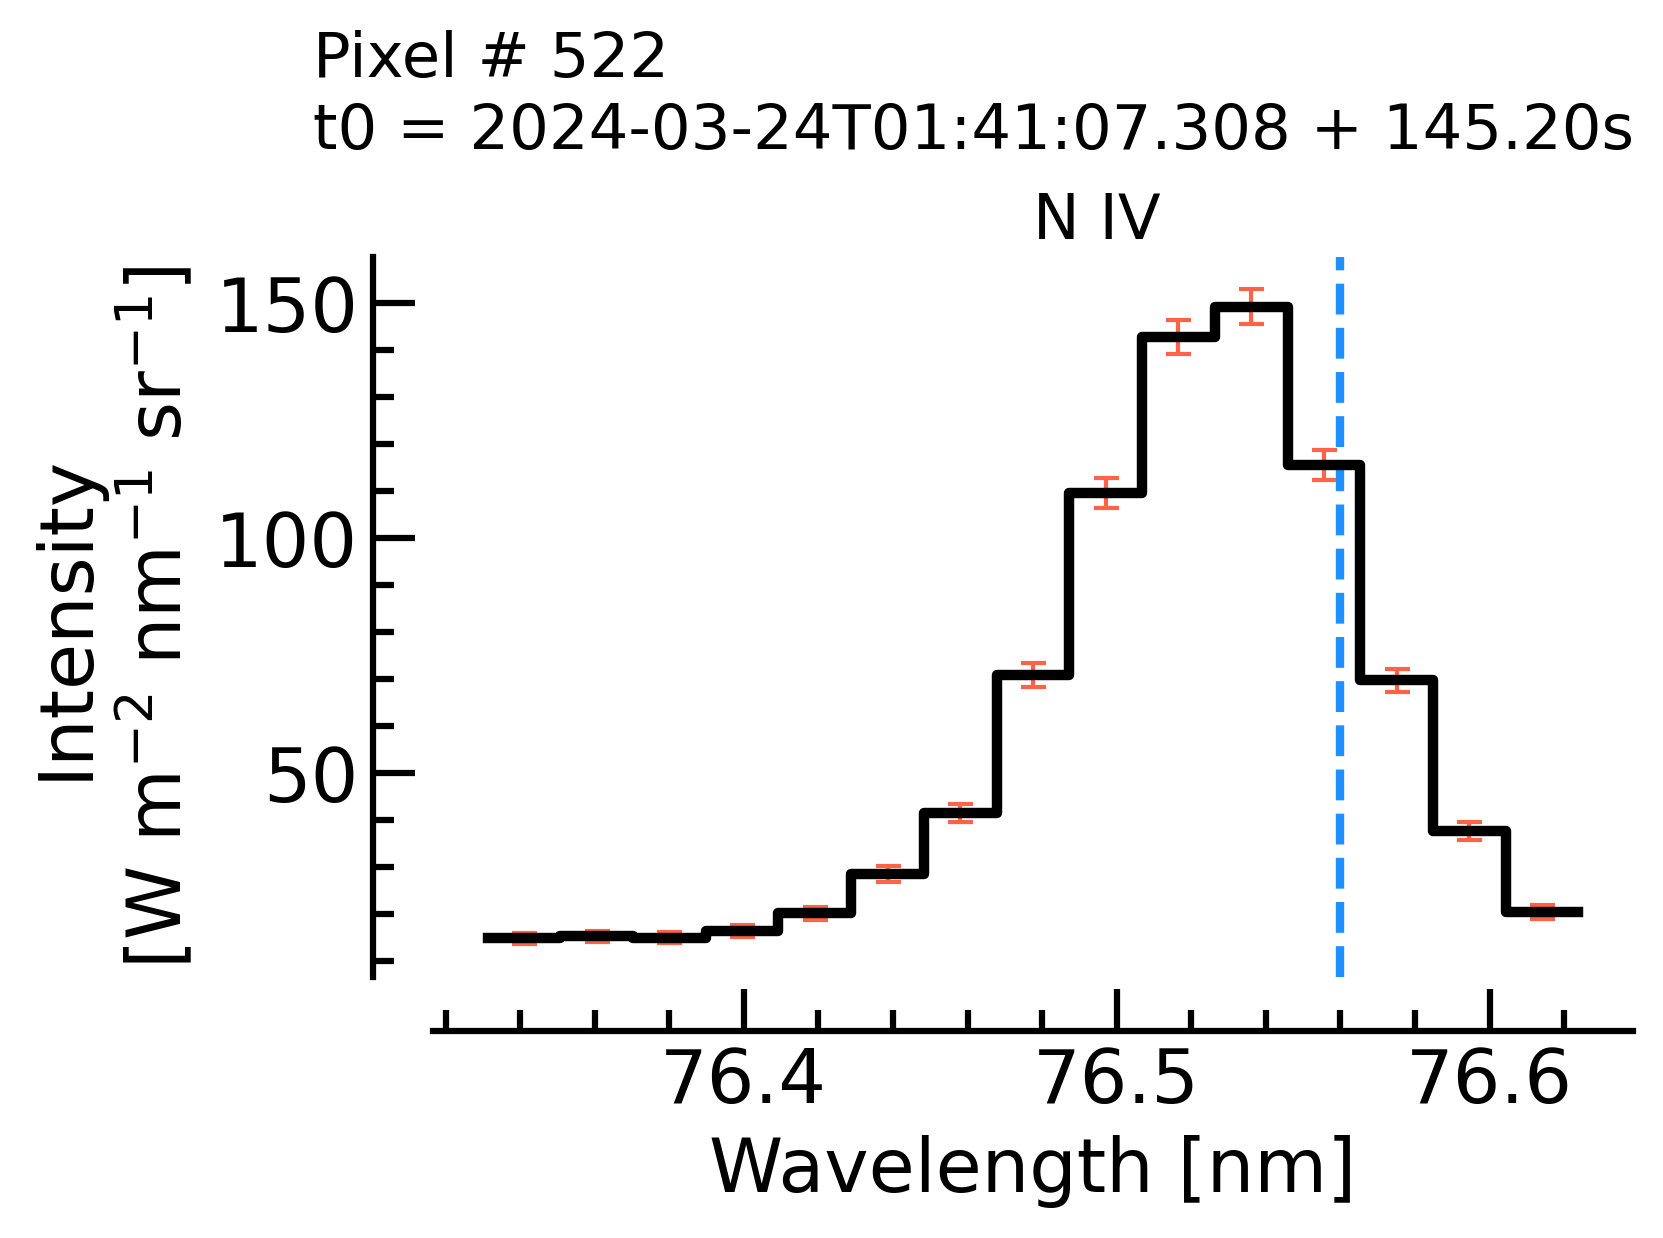 Pixel # 522
t0 = 2024-03-24T01:41:07.308 + 145.20s
N IV
Intensity
[W m⁻² nm⁻¹ sr⁻¹]
150
100
50
76.4 76.5 76.6
Wavelength [nm]